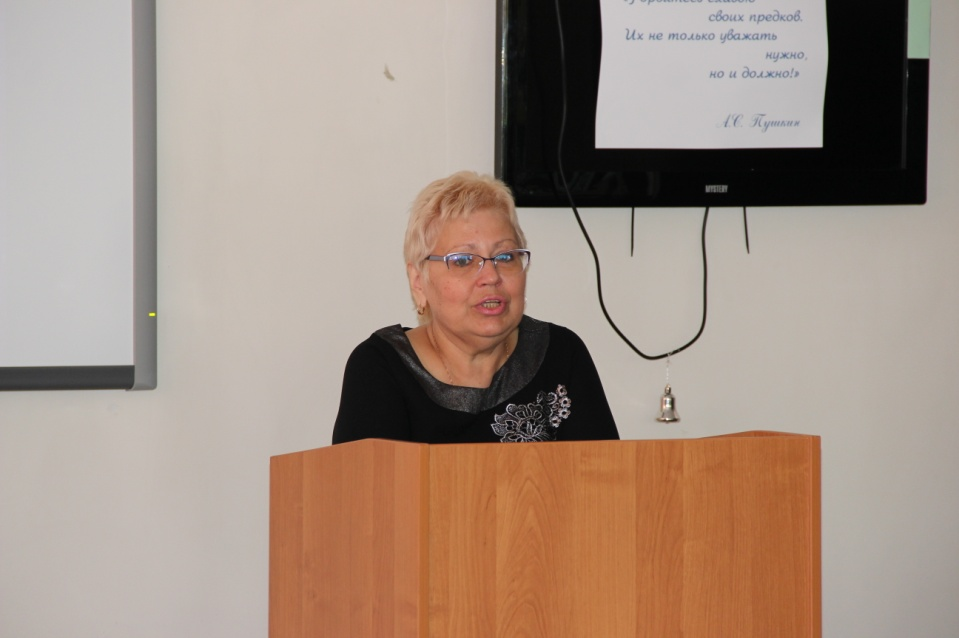 своих предков.
Их не только уважать
нужно,
но и должно!»
А.С. Пушкин
MYSTERY